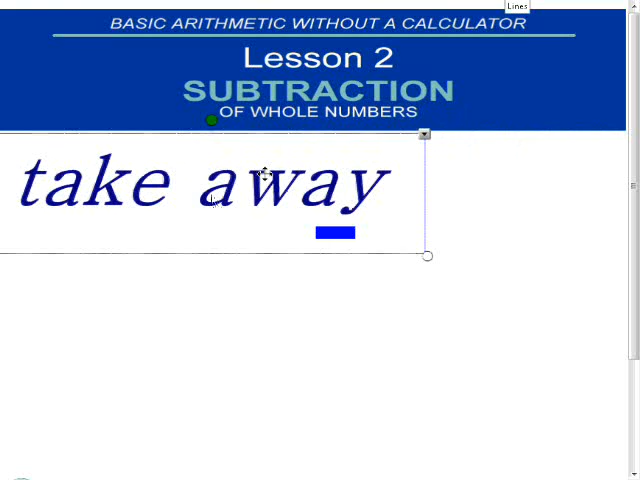 Lines
BASIC ARITHMETIC WITHOUT A CALCULATOR
Lesson 2
SUBTRACTION
OF WHOLE NUMBERS
take away